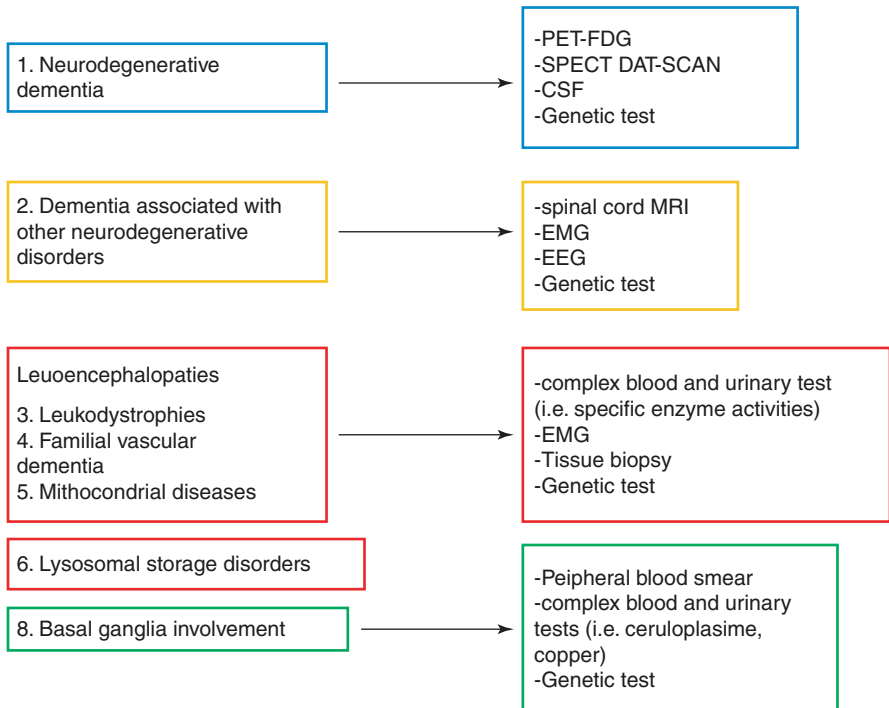 1. Neurodegenerative
dementia
-PET-FDG
-SPECT DAT-SCAN
-CSF
-Genetic test
2. Dementia associated with
other neurodegenerative
disorders
-spinal cord MRI
-EMG
-EEG
-Genetic test
Leuoencephalopaties
3. Leukodystrophies
4. Familial vascular
dementia
5. Mithocondrial diseases
-complex blood and urinary test
(i.e. specific enzyme activities)
-EMG
-Tissue biopsy
-Genetic test
6. Lysosomal storage disorders
8. Basal ganglia involvement
-Peipheral blood smear
-complex blood and urinary
tests (i.e. ceruloplasime,
copper)
-Genetic test